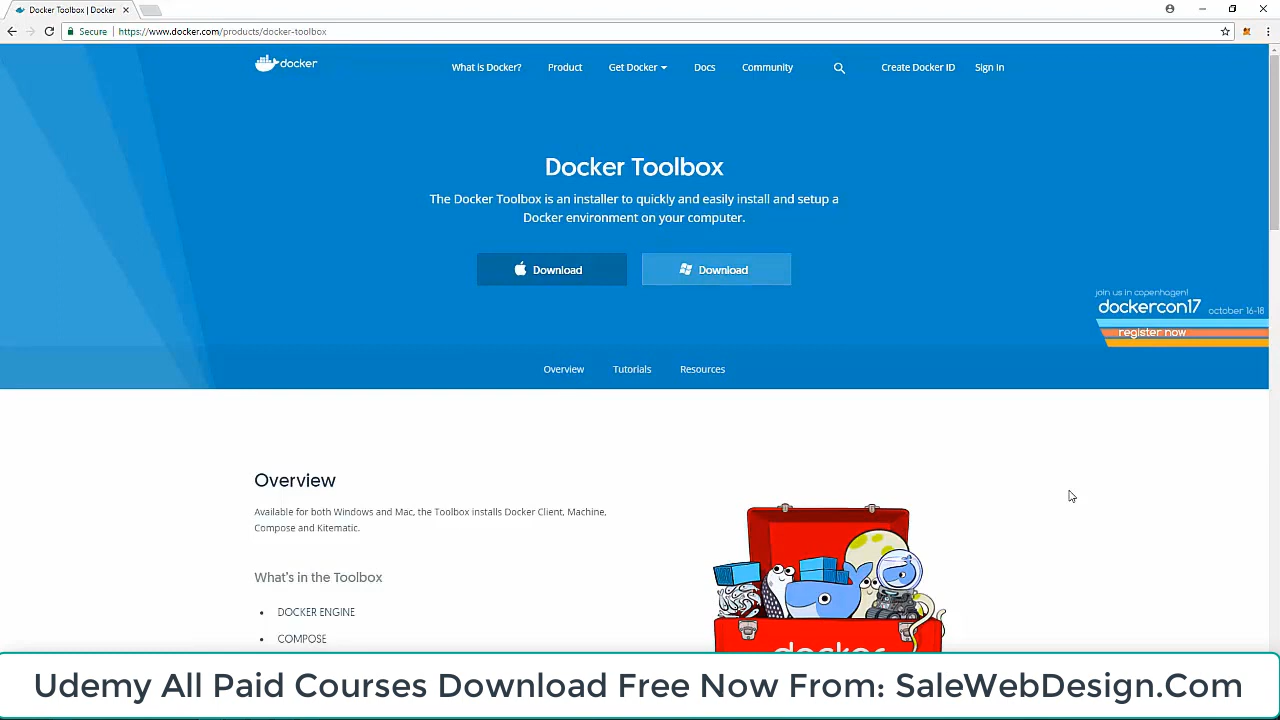 Docker Toolbox | Docker
Secure https://www.docker.com/products/docker-toolbox
docker
What is Docker? Product Get Docker Docs Community Create Docker ID Sign In
Docker Toolbox
The Docker Toolbox is an installer to quickly and easily install and setup a
Docker environment on your computer.
Download Download
join us in copenhagen!
dockercon17 october 16-18
register now
Overview Tutorials Resources
Overview
Available for both Windows and Mac, the Toolbox installs Docker Client, Machine,
Compose and Kitematic.
What's in the Toolbox
• DOCKER ENGINE
• COMPOSE
docker
Udemy All Paid Courses Download Free Now From: SaleWebDesign.Com